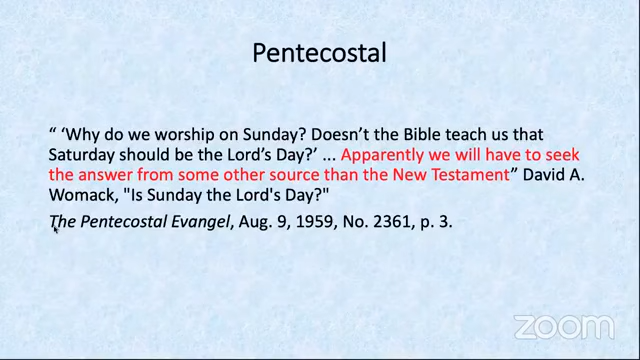 Pentecostal
“ ‘Why do we worship on Sunday? Doesn’t the Bible teach us that
Saturday should be the Lord’s Day?’ ... Apparently we will have to seek
the answer from some other source than the New Testament” David A.
Womack, "Is Sunday the Lord's Day?"
The Pentecostal Evangel, Aug. 9, 1959, No. 2361, p. 3.
zoom